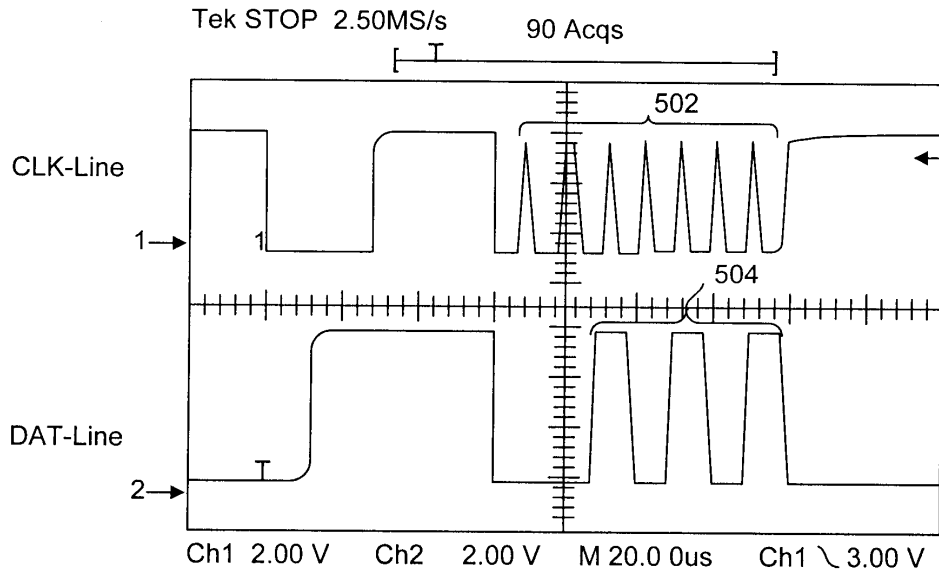 Tek STOP 2.50MS/s
90 Acqs
T
502
CLK-Line
1
1
504
DAT-Line
T
2
Ch1 2.00 V Ch2 2.00 V M 20.0 0us Ch1 3.00 V